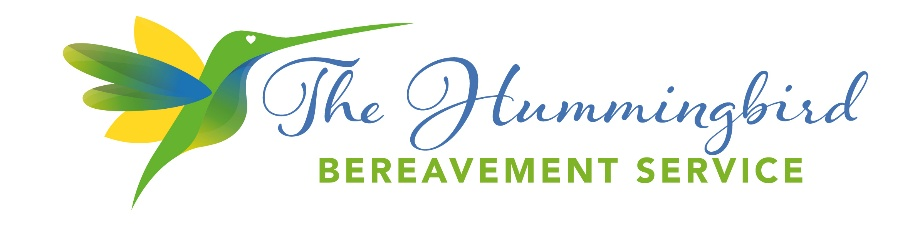 The Hummingbird
BEREAVEMENT SERVICE